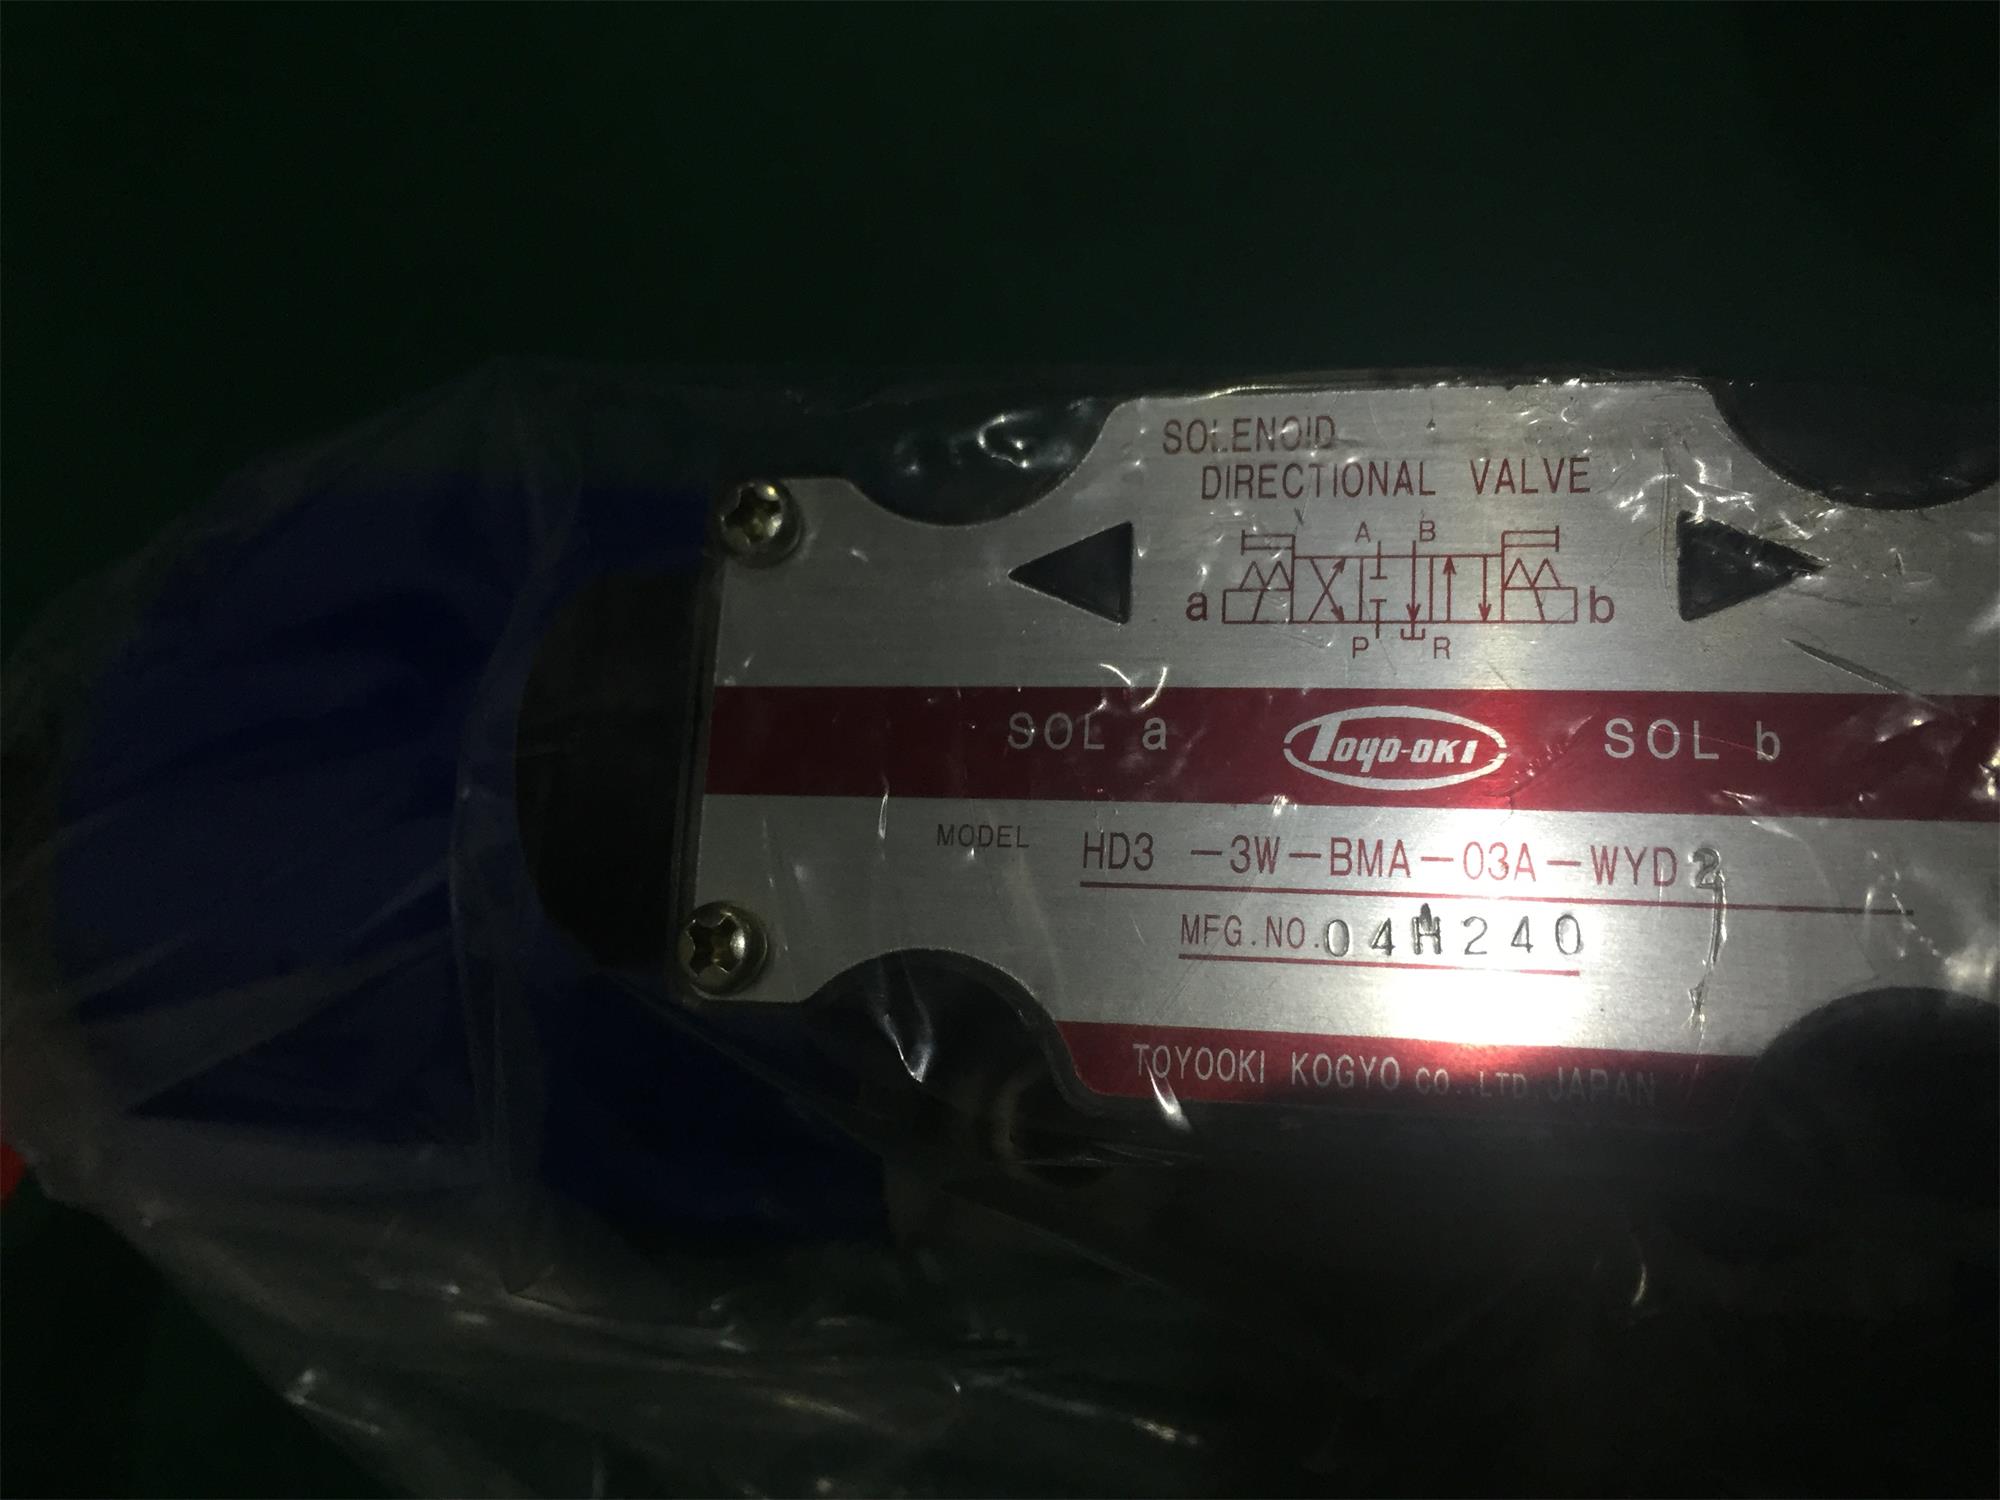 SOLENOID
DIRECTIONAL VALVE
A B
a b
P R
SOL a TOYO-OKI SOL b
MODEL HD3 -3W-BMA-03A-WYD2
MFG.NO. 04H240
TOYOOKI KOGYO CO.,LTD.JAPAN